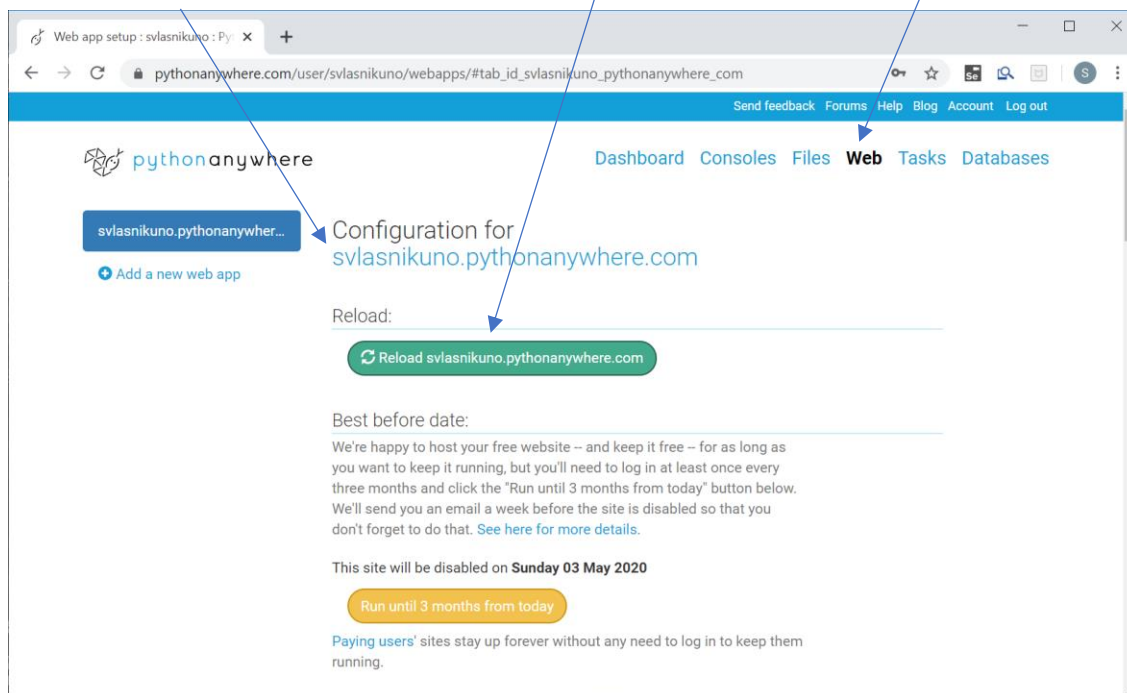 Web app setup : svlasnikuno : Py
pythonanywhere.com/user/svlasnikuno/webapps/#tab_id_svlasnikuno_pythonanywhere_com
Se
S
Send feedback Forums Help Blog Account Log out
pythonanywhere
Dashboard Consoles Files Web Tasks Databases
svlasnikuno.pythonanywher...
Add a new web app
Configuration for
svlasnikuno.pythonanywhere.com
Reload:
Reload svlasnikuno.pythonanywhere.com
Best before date:
We're happy to host your free website -- and keep it free -- for as long as
you want to keep it running, but you'll need to log in at least once every
three months and click the "Run until 3 months from today" button below.
We'll send you an email a week before the site is disabled so that you
don't forget to do that. See here for more details.
This site will be disabled on Sunday 03 May 2020
Run until 3 months from today
Paying users' sites stay up forever without any need to log in to keep them
running.